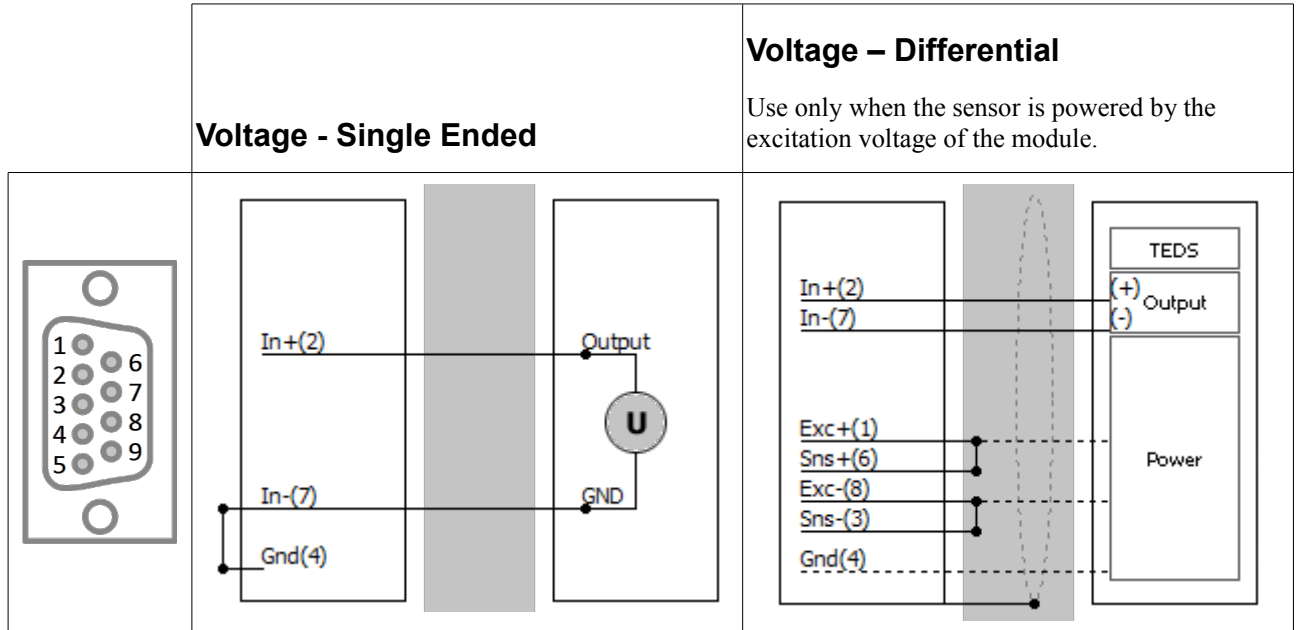 Voltage - Single Ended
Voltage – Differential
Use only when the sensor is powered by the
excitation voltage of the module.
1
6
2
7
3
8
4
9
5
In+(2)
Output
U
In-(7)
GND
Gnd(4)
TEDS
In+(2)
(+)
Output
In-(7)
(-)
Exc+(1)
Sns+(6)
Power
Exc-(8)
Sns-(3)
Gnd(4)